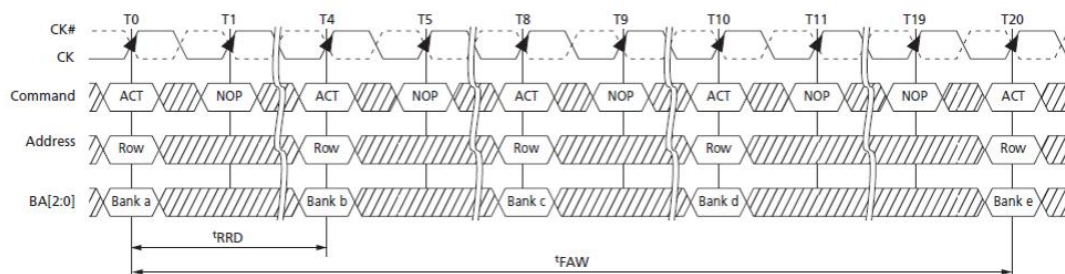 T0 T1 T4 T5 T8 T9 T10 T11 T19 T20
CK#
CK
Command ACT NOP ACT NOP ACT NOP ACT NOP NOP ACT
Address Row Row Row Row Row
BA[2:0] Bank a Bank b Bank c Bank d Bank e
tRRD
tFAW